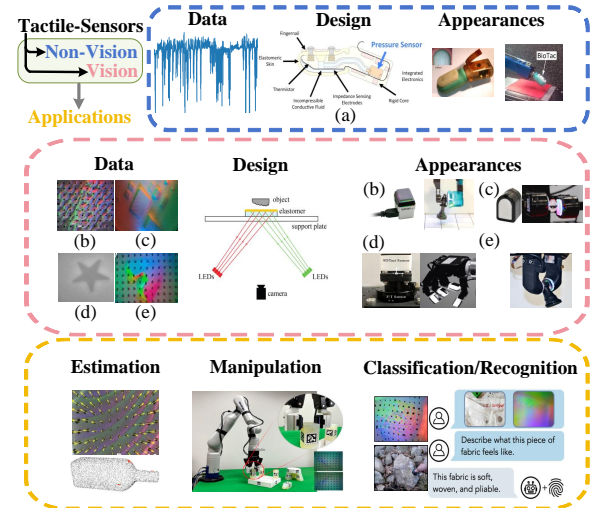 Tactile-Sensors
Non-Vision
Vision
Applications
Data
Design
Appearances
Fingernail
Pressure Sensor
Elastomeric Skin
Thermistor
Incompressible Conductive Fluid
Impedance Sensing Electrodes
Integrated Electronics
Rigid Core
BioTac
(a)
Data
Design
Appearances
(b)
(c)
(d)
(e)
object
elastomer
support plate
LEDs
LEDs
camera
(b)
(c)
(d)
(e)
F/T Sensor
Estimation
Manipulation
Classification/Recognition
Describe what this piece of
fabric feels like.
This fabric is soft,
woven, and pliable.
+